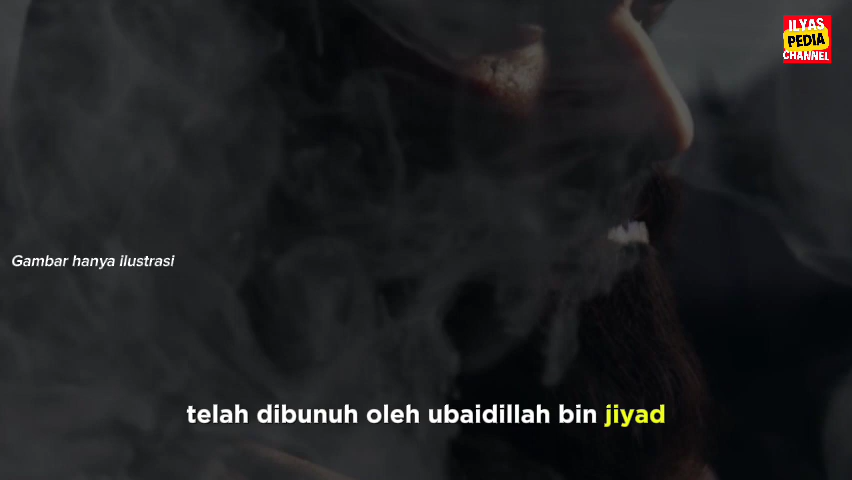 ILYAS
PEDIA
CHANNEL
Gambar hanya ilustrasi
telah dibunuh oleh ubaidillah bin jiyad